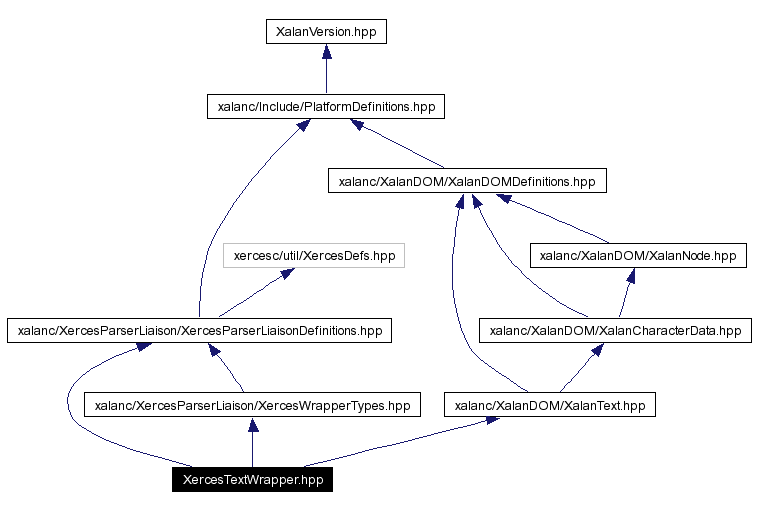 XalanVersion.hpp
xalanc/Include/PlatformDefinitions.hpp
xalanc/XalanDOM/XalanDOMDefinitions.hpp
xercesc/util/XercesDefs.hpp
xalanc/XalanDOM/XalanNode.hpp
xalanc/XercesParserLiaison/XercesParserLiaisonDefinitions.hpp
xalanc/XalanDOM/XalanCharacterData.hpp
xalanc/XercesParserLiaison/XercesWrapperTypes.hpp
xalanc/XalanDOM/XalanText.hpp
XercesTextWrapper.hpp